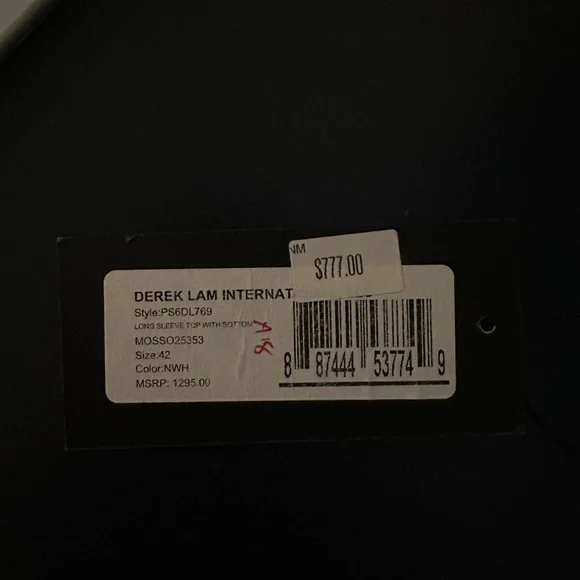 NM
$777.00
DEREK LAM INTERNAT
Style:PS6DL769
LONG SLEEVE TOP WITH BOTTOM
MOSSO25353
Size:42
Color:NWH
MSRP: 1295.00
8 87444 53774 9